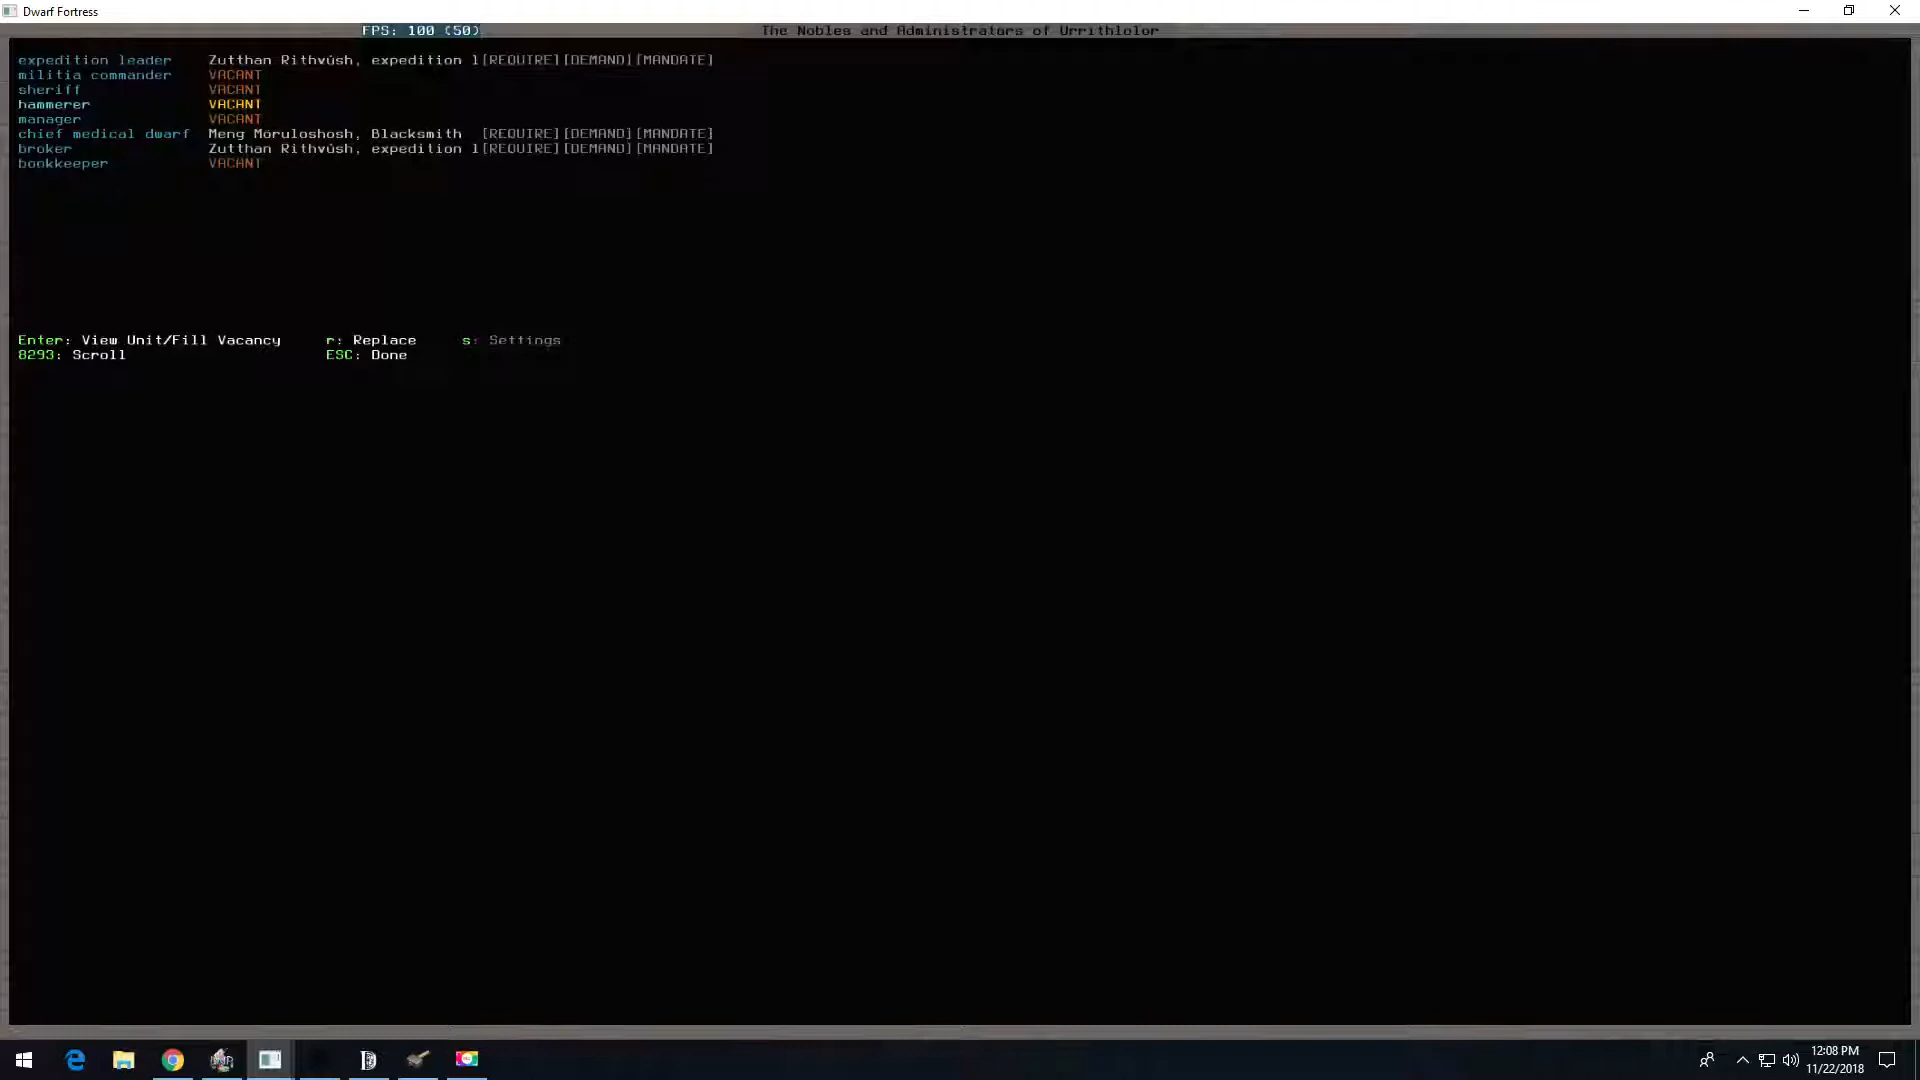 Dwarf Fortress
FPS: 100 (50) The Nobles and Administrators of Urrithlolor
expedition leader Zutthan Rithvûsh, expedition l[REQUIRE][DEMAND][MANDATE]
militia commander VACANT
sheriff VACANT
hammerer VACANT
manager VACANT
chief medical dwarf Meng Möruloshosh, Blacksmith [REQUIRE][DEMAND][MANDATE]
broker Zutthan Rithvûsh, expedition l[REQUIRE][DEMAND][MANDATE]
bookkeeper VACANT
Enter: View Unit/Fill Vacancy r: Replace s: Settings
8293: Scroll ESC: Done
12:08 PM
11/22/2018